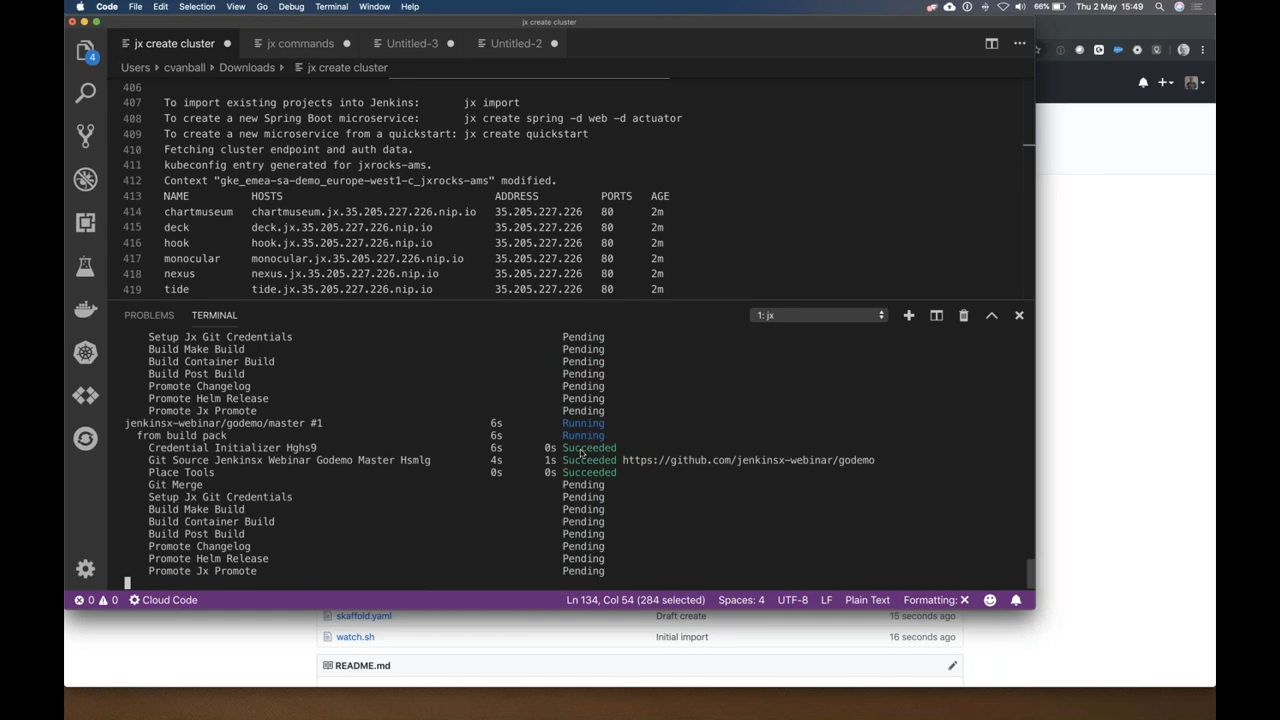 Code File Edit Selection View Go Debug Terminal Window Help 66% Thu 2 May 15:49
jx create cluster
jx create cluster jx commands Untitled-3 Untitled-2
Users › cvanball › Downloads › jx create cluster
4
406
407 To import existing projects into Jenkins: jx import
408 To create a new Spring Boot microservice: jx create spring -d web -d actuator
409 To create a new microservice from a quickstart: jx create quickstart
410 Fetching cluster endpoint and auth data.
411 kubeconfig entry generated for jxrocks-ams.
412 Context "gke_emea-sa-demo_europe-west1-c_jxrocks-ams" modified.
413 NAME HOSTS ADDRESS PORTS AGE
414 chartmuseum chartmuseum.jx.35.205.227.226.nip.io 35.205.227.226 80 2m
415 deck deck.jx.35.205.227.226.nip.io 35.205.227.226 80 2m
416 hook hook.jx.35.205.227.226.nip.io 35.205.227.226 80 2m
417 monocular monocular.jx.35.205.227.226.nip.io 35.205.227.226 80 2m
418 nexus nexus.jx.35.205.227.226.nip.io 35.205.227.226 80 2m
419 tide tide.jx.35.205.227.226.nip.io 35.205.227.226 80 2m
PROBLEMS TERMINAL 1: jx
Setup Jx Git Credentials Pending
Build Make Build Pending
Build Container Build Pending
Build Post Build Pending
Promote Changelog Pending
Promote Helm Release Pending
Promote Jx Promote Pending
jenkinsx-webinar/godemo/master #1 6s Running
from build pack 6s Running
Credential Initializer Hghs9 6s 0s Succeeded
Git Source Jenkinsx Webinar Godemo Master Hsmlg 4s 1s Succeeded https://github.com/jenkinsx-webinar/godemo
Place Tools 0s 0s Succeeded
Git Merge Pending
Setup Jx Git Credentials Pending
Build Make Build Pending
Build Container Build Pending
Build Post Build Pending
Promote Changelog Pending
Promote Helm Release Pending
Promote Jx Promote Pending
0 0 Cloud Code Ln 134, Col 54 (284 selected) Spaces: 4 UTF-8 LF Plain Text Formatting: ×
skaffold.yaml Draft create 15 seconds ago
watch.sh Initial import 16 seconds ago
README.md